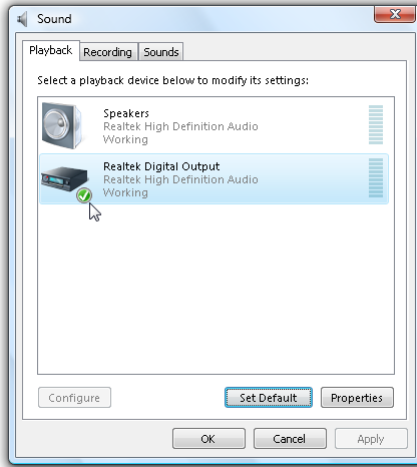 Sound
Playback Recording Sounds
Select a playback device below to modify its settings:
Speakers
Realtek High Definition Audio
Working
Realtek Digital Output
Realtek High Definition Audio
Working
Configure Set Default Properties
OK Cancel Apply